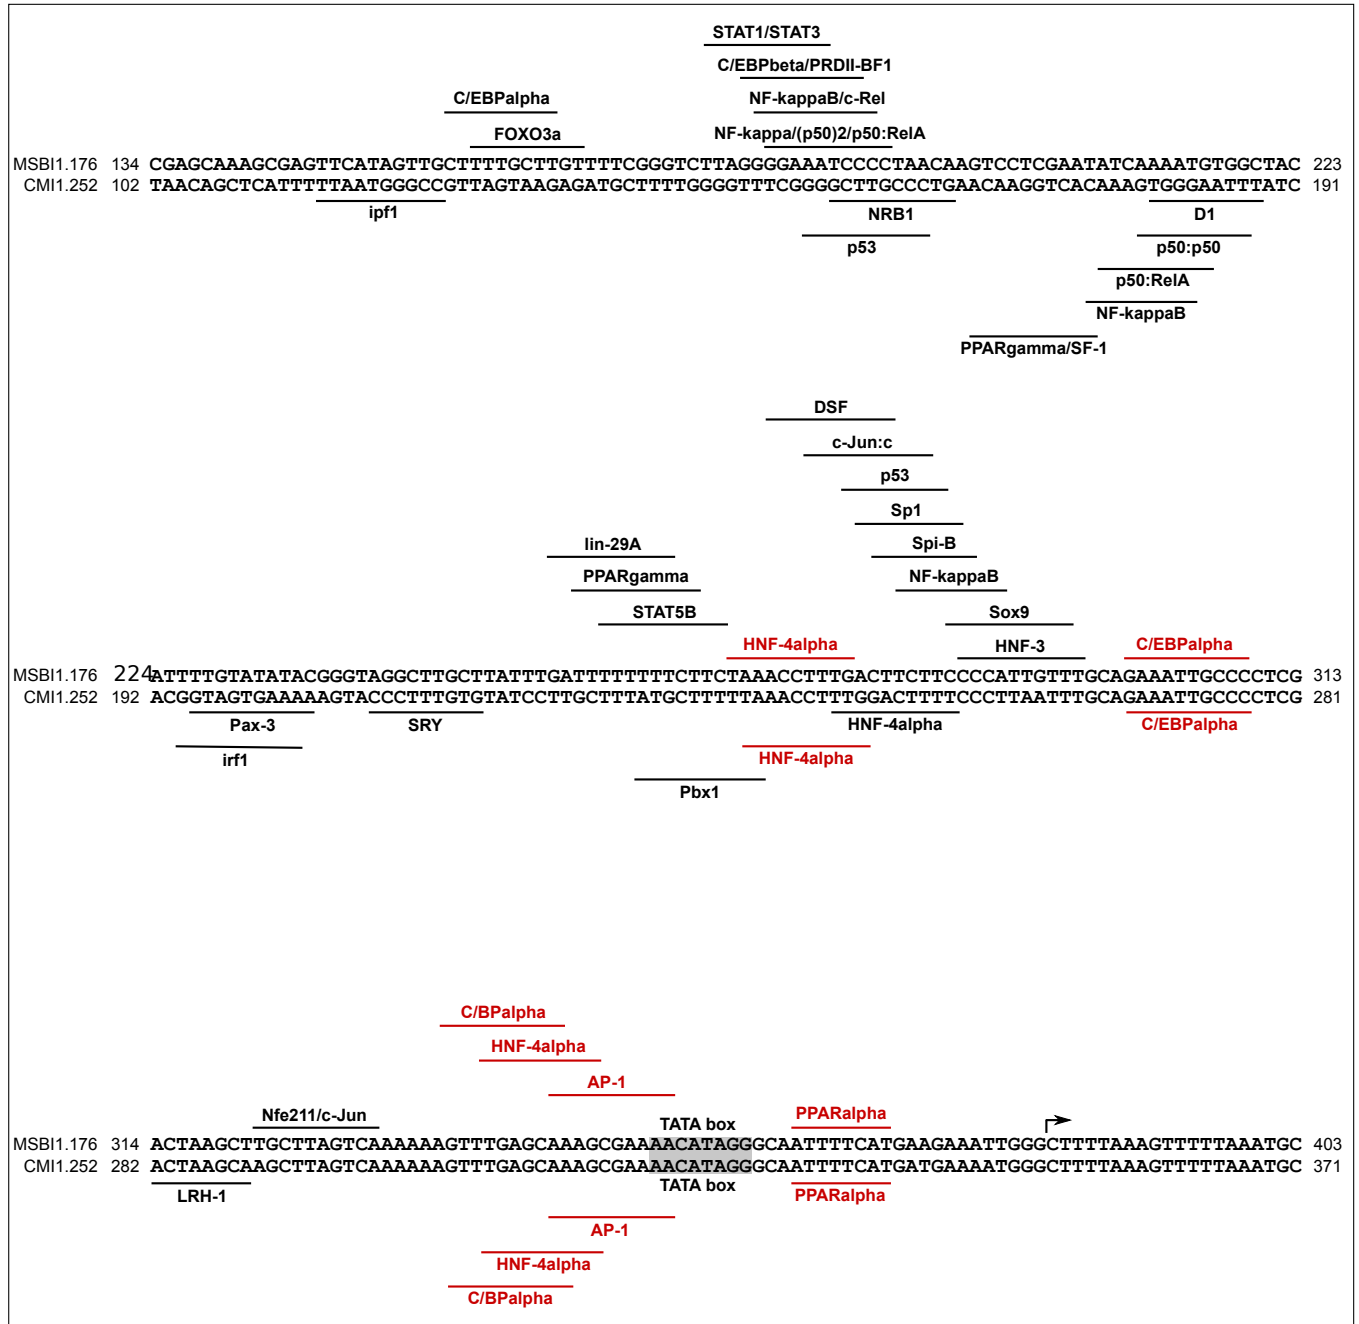 STAT1/STAT3
C/EBPbeta/PRDII-BF1
C/EBPalpha NF-kappaB/c-Rel
FOXO3a NF-kappa/(p50)2/p50:RelA
MSBI1.176 134 CGAGCAAAGCGAGTTCATAGTTGCTTTTGCTTGTTTTCGGGTCTTAGGGGAAATCCCCTAACAAGTCCTCGAATATCAAAATGTGGCTAC 223
CMI1.252 102 TAACAGCTCATTTTTAATGGGCCGTTAGTAAGAGATGCTTTTGGGGTTTCGGGGCTTGCCCTGAACAAGGTCACAAAGTGGGAATTTATC 191
ipf1 NRB1 D1
p53 p50:p50
p50:RelA
NF-kappaB
PPARgamma/SF-1
DSF
c-Jun:c
p53
Sp1
lin-29A Spi-B
PPARgamma NF-kappaB
STAT5B Sox9
HNF-4alpha HNF-3 C/EBPalpha
MSBI1.176 224 ATTTTGTATATACGGGTAGGCTTGCTTATTTGATTTTTTTTCTTCTAAACCTTTGACTTCTTCCCCATTGTTTGCAGAAATTGCCCCTCG 313
CMI1.252 192 ACGGTAGTGAAAAAGTACCCTTTGTGTATCCTTGCTTTATGCTTTTTAAACCTTTGGACTTTTCCCTTAATTTGCAGAAATTGCCCCTCG 281
Pax-3 SRY HNF-4alpha C/EBPalpha
irf1 HNF-4alpha
Pbx1
C/BPalpha
HNF-4alpha
AP-1
Nfe211/c-Jun TATA box PPARalpha
MSBI1.176 314 ACTAAGCTTGCTTAGTCAAAAAAGTTTGAGCAAAGCGAAAACATAGGGCAATTTTCATGAAGAAATTGGGCTTTTAAAGTTTTTAAATGC 403
CMI1.252 282 ACTAAGCAAGCTTAGTCAAAAAAGTTTGAGCAAAGCGAAAACATAGGGCAATTTTCATGATGAAAATGGGCTTTTAAAGTTTTTAAATGC 371
LRH-1 TATA box PPARalpha
AP-1
HNF-4alpha
C/BPalpha